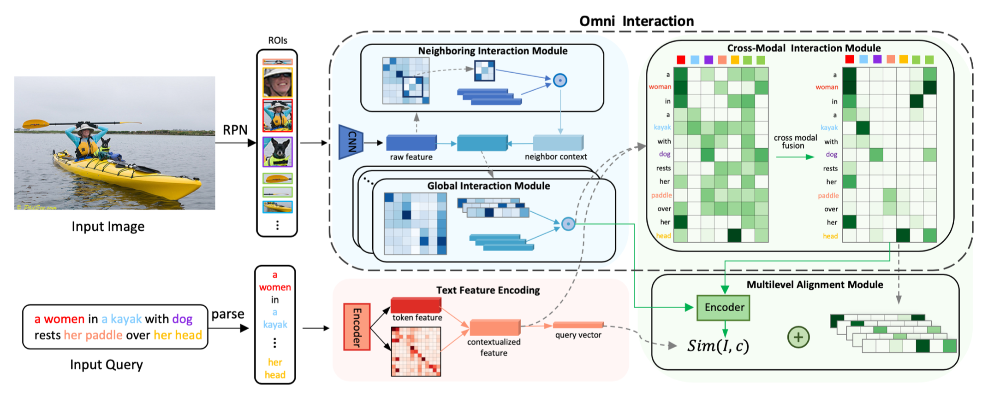 Omni Interaction
ROIs
RPN
© PhilScu.com
Input Image
Neighboring Interaction Module
CNN
raw feature
neighbor context
Global Interaction Module
Cross-Modal Interaction Module
a
woman
in
a
kayak
with
dog
rests
her
paddle
over
her
head
cross modal
fusion
a
woman
in
a
kayak
with
dog
rests
her
paddle
over
her
head
a women in a kayak with dog
rests her paddle over her head
Input Query
parse
a
women
in
a
kayak
her
head
Text Feature Encoding
Encoder
token feature
contextualized
feature
query vector
Multilevel Alignment Module
Encoder
Sim(I, c)
+